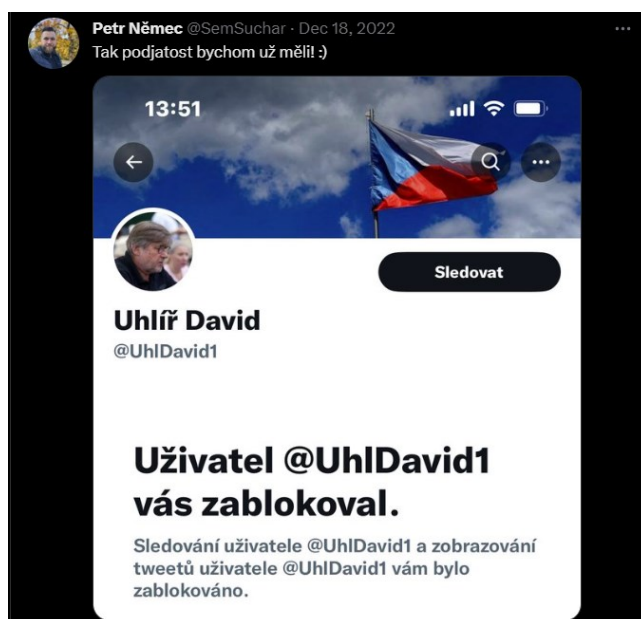 Petr Němec @SemSuchar · Dec 18, 2022
Tak podjatost bychom už měli! :)
13:51
Sledovat
Uhlíř David
@UhlDavid1
Uživatel @UhlDavid1
vás zablokoval.
Sledování uživatele @UhlDavid1 a zobrazování
tweetů uživatele @UhlDavid1 vám bylo
zablokováno.